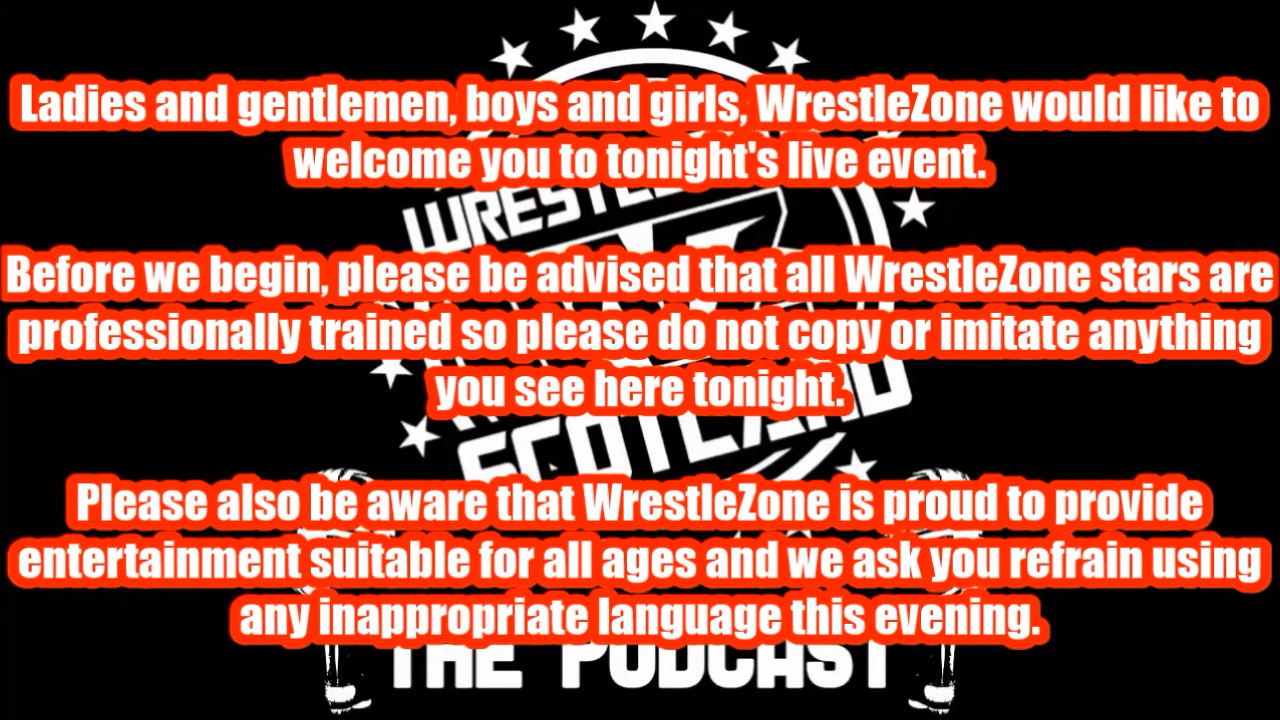 Ladies and gentlemen, boys and girls, WrestleZone would like to
welcome you to tonight's live event.
WRESTLE
Before we begin, please be advised that all WrestleZone stars are
professionally trained so please do not copy or imitate anything
you see here tonight.
SCOTLAND
Please also be aware that WrestleZone is proud to provide
entertainment suitable for all ages and we ask you refrain using
any inappropriate language this evening.
THE PODCAST